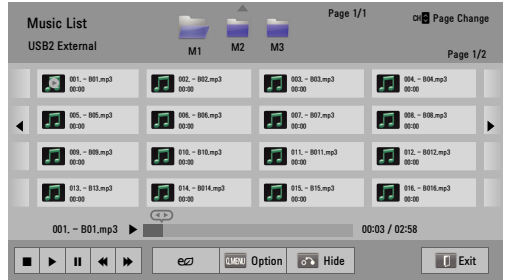 Music List
Page 1/1
CH Page Change
USB2 External
M1
M2
M3
Page 1/2
001. - B01.mp3
00:00
002. - B02.mp3
00:00
003. - B03.mp3
00:00
004. - B04.mp3
00:00
005. - B05.mp3
00:00
006. - B06.mp3
00:00
007. - B07.mp3
00:00
008. - B08.mp3
00:00
009. - B09.mp3
00:00
010. - B10.mp3
00:00
011. - B011.mp3
00:00
012. - B012.mp3
00:00
013. - B13.mp3
00:00
014. - B014.mp3
00:00
015. - B15.mp3
00:00
016. - B016.mp3
00:00
001. - B01.mp3
00:03 / 02:58
Q.MENU Option
Hide
Exit